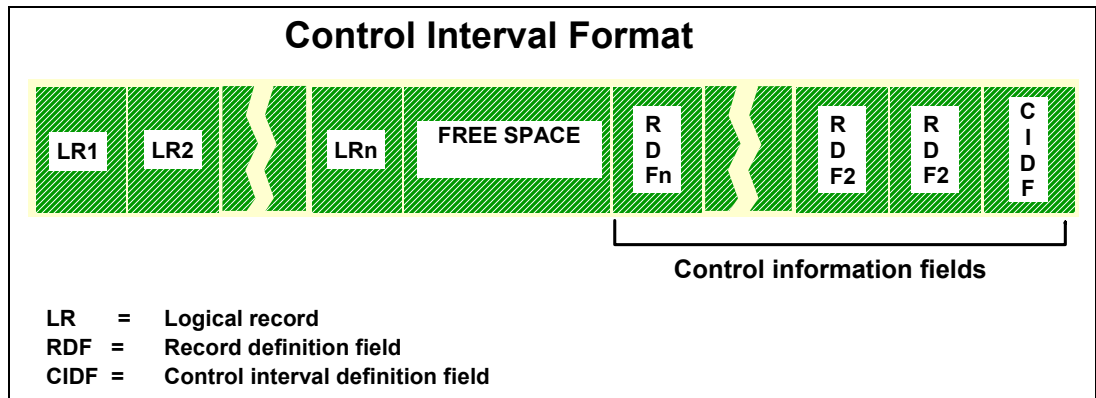 Control Interval Format
LR1 LR2 LRn FREE SPACE R D Fn R D F2 R D F2 C I D F
Control information fields
LR = Logical record
RDF = Record definition field
CIDF = Control interval definition field